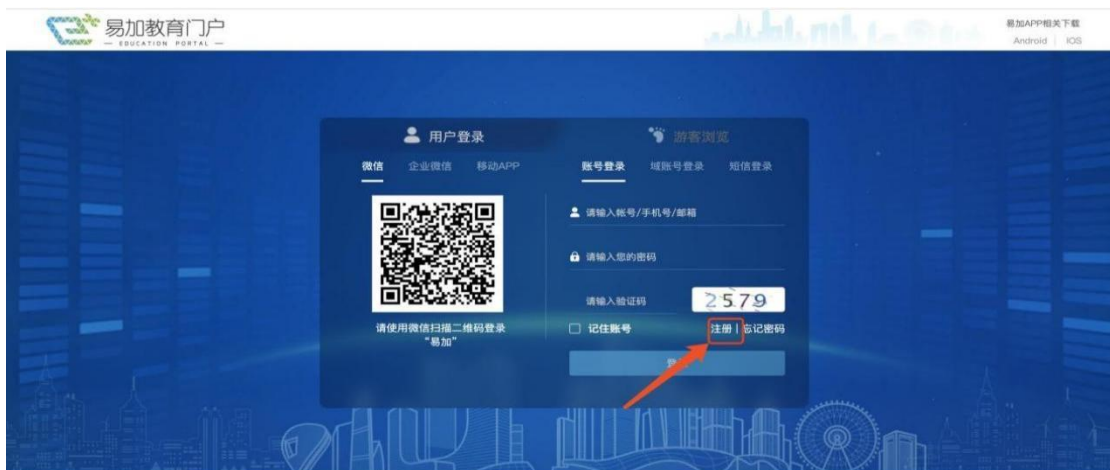 易加教育门户
— EDUCATION PORTAL —
易加APP相关下载
Android | IOS
用户登录
游客浏览
微信 企业微信 移动APP
账号登录 域账号登录 短信登录
请输入帐号/手机号/邮箱
请输入您的密码
请输入验证码
2579
请使用微信扫描二维码登录
“易加”
记住账号
注册 | 忘记密码